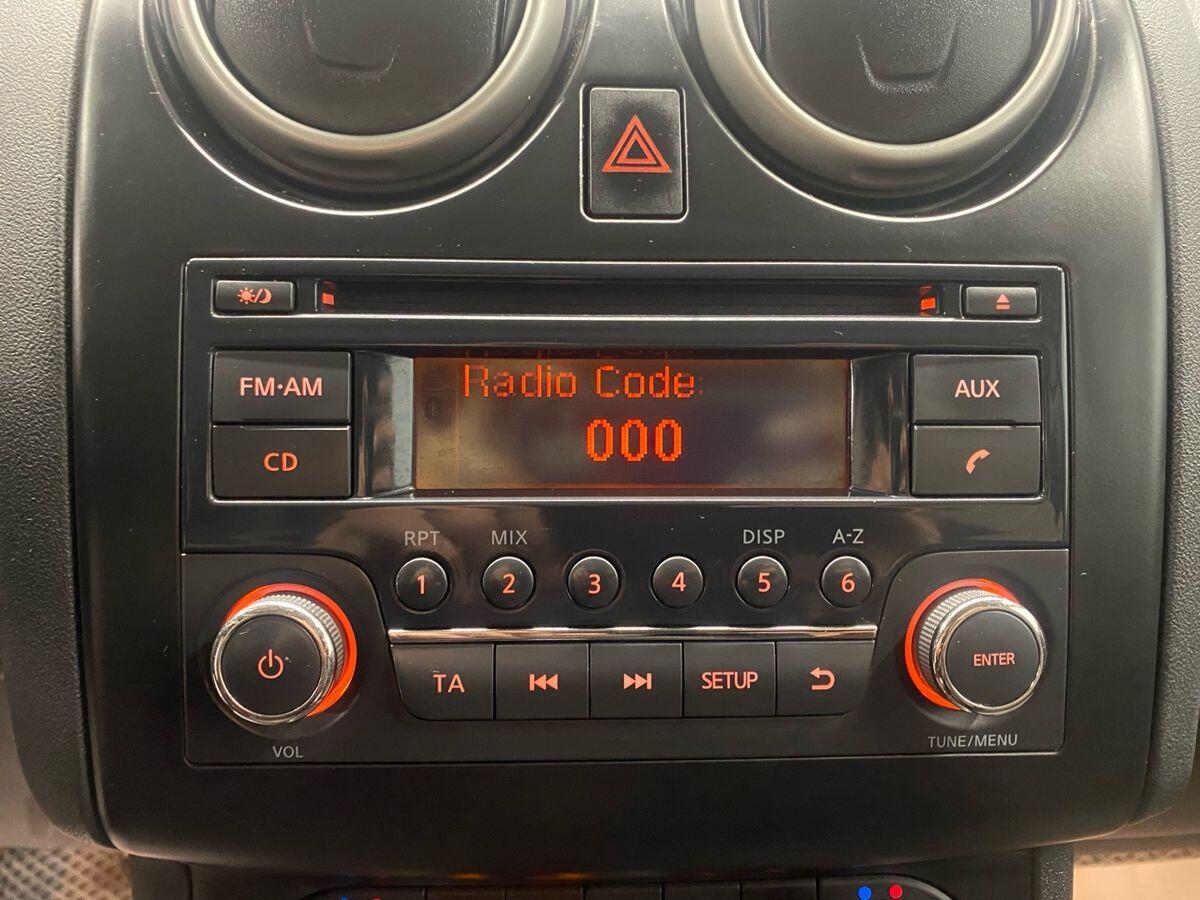 FM·AM
CD
Radio Code:
000
AUX
RPT
MIX
DISP
A-Z
1
2
3
4
5
6
TA
SETUP
ENTER
VOL
TUNE/MENU